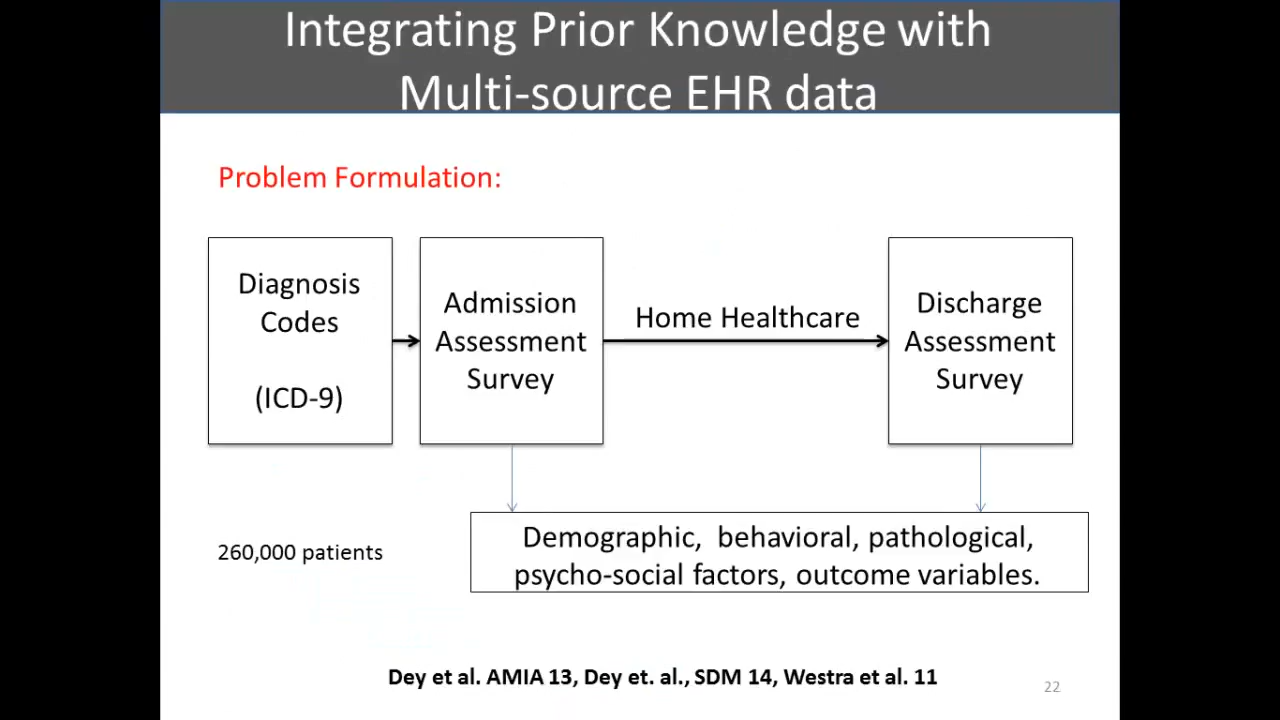 Integrating Prior Knowledge with
Multi-source EHR data
Problem Formulation:
Diagnosis
Codes
(ICD-9)
Admission
Assessment
Survey
Home Healthcare
Discharge
Assessment
Survey
260,000 patients
Demographic, behavioral, pathological,
psycho-social factors, outcome variables.
Dey et al. AMIA 13, Dey et. al., SDM 14, Westra et al. 11
22